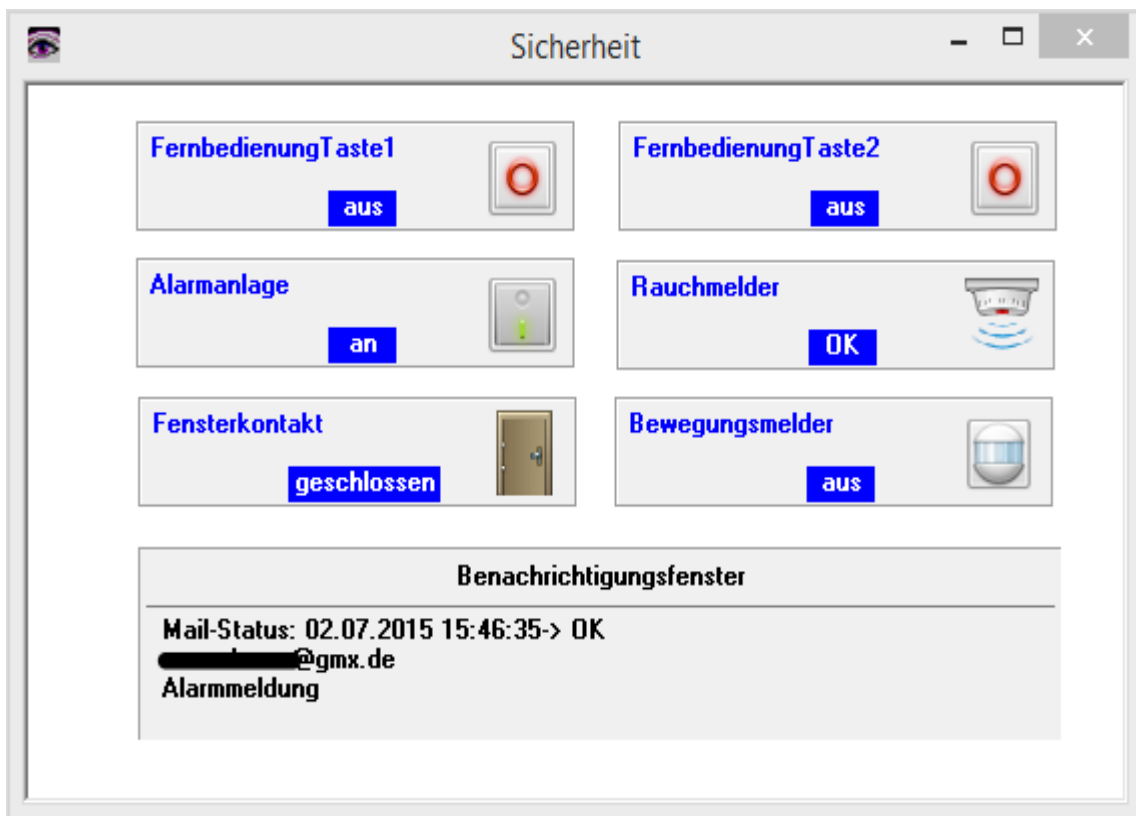 Sicherheit
FernbedienungTaste1
aus
FernbedienungTaste2
aus
Alarmanlage
an
Rauchmelder
OK
Fensterkontakt
geschlossen
Bewegungsmelder
aus
Benachrichtigungsfenster
Mail-Status: 02.07.2015 15:46:35-> OK
@gmx.de
Alarmmeldung